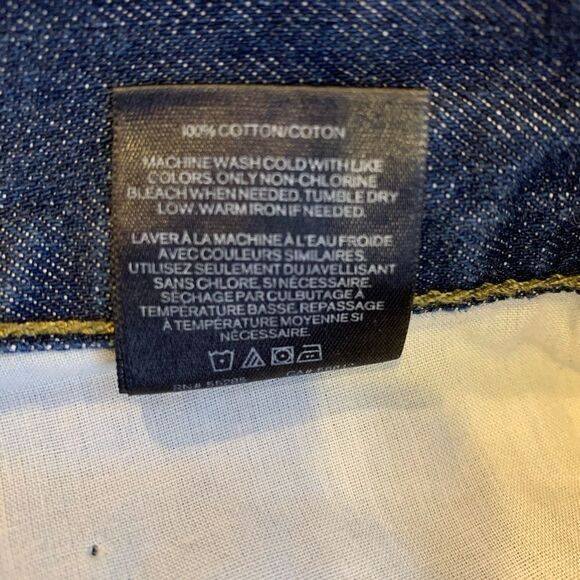 100% COTTON/COTON
MACHINE WASH COLD WITH LIKE
COLORS. ONLY NON-CHLORINE
BLEACH WHEN NEEDED. TUMBLE DRY
LOW. WARM IRON IF NEEDED.
LAVER À LA MACHINE À L'EAU FROIDE
AVEC COULEURS SIMILAIRES.
UTILISEZ SEULEMENT DU JAVELLISANT
SANS CHLORE, SI NÉCESSAIRE.
SÉCHAGE PAR CULBUTAGE À
TEMPÉRATURE BASSE. REPASSAGE
À TEMPÉRATURE MOYENNE SI
NÉCESSAIRE.
RN#
CA#